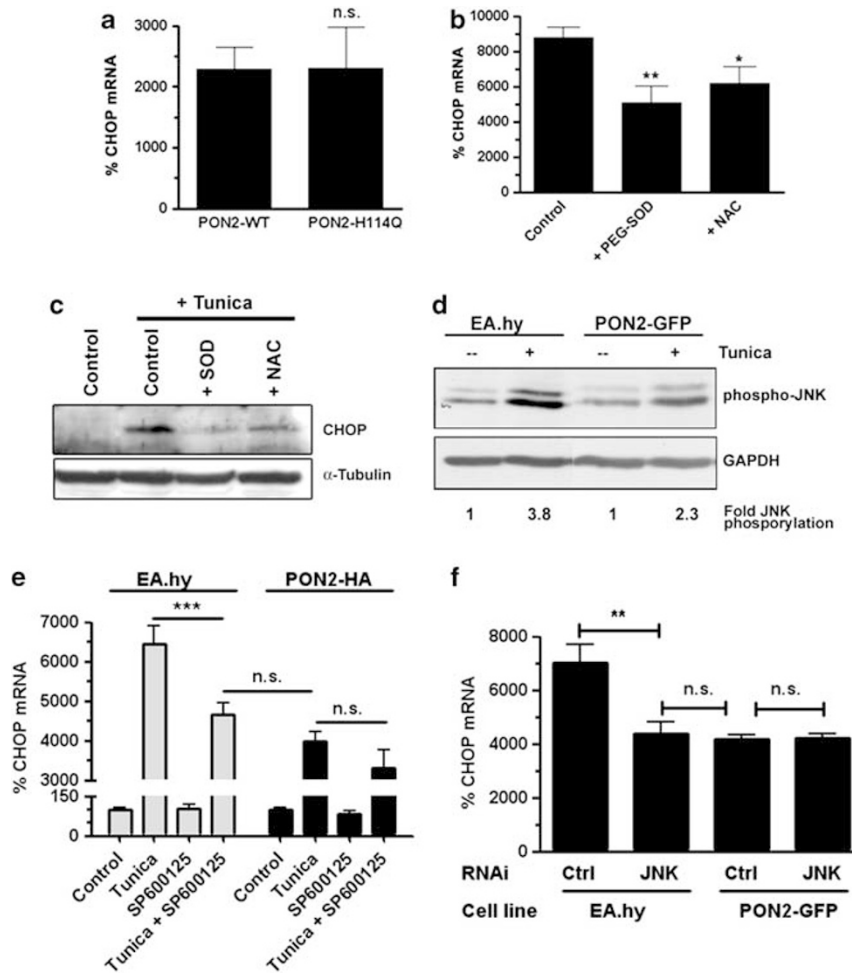 a
n.s.
3000
2000
1000
0
% CHOP mRNA
PON2-WT
PON2-H114Q
b
10000
8000
6000
4000
2000
0
% CHOP mRNA
**
*
Control
+ PEG-SOD
+ NAC
c
+ Tunica
Control
Control
+ SOD
+ NAC
CHOP
α-Tubulin
d
EA.hy PON2-GFP
-- + -- + Tunica
phospho-JNK
GAPDH
1 3.8 1 2.3 Fold JNK
phosporylation
e
EA.hy PON2-HA
7000
6000
5000
4000
3000
150
0
% CHOP mRNA
***
n.s.
n.s.
Control
Tunica
SP600125
Tunica + SP600125
Control
Tunica
SP600125
Tunica + SP600125
f
8000
6000
4000
2000
0
% CHOP mRNA
**
n.s.
n.s.
RNAi Ctrl JNK Ctrl JNK
Cell line EA.hy PON2-GFP